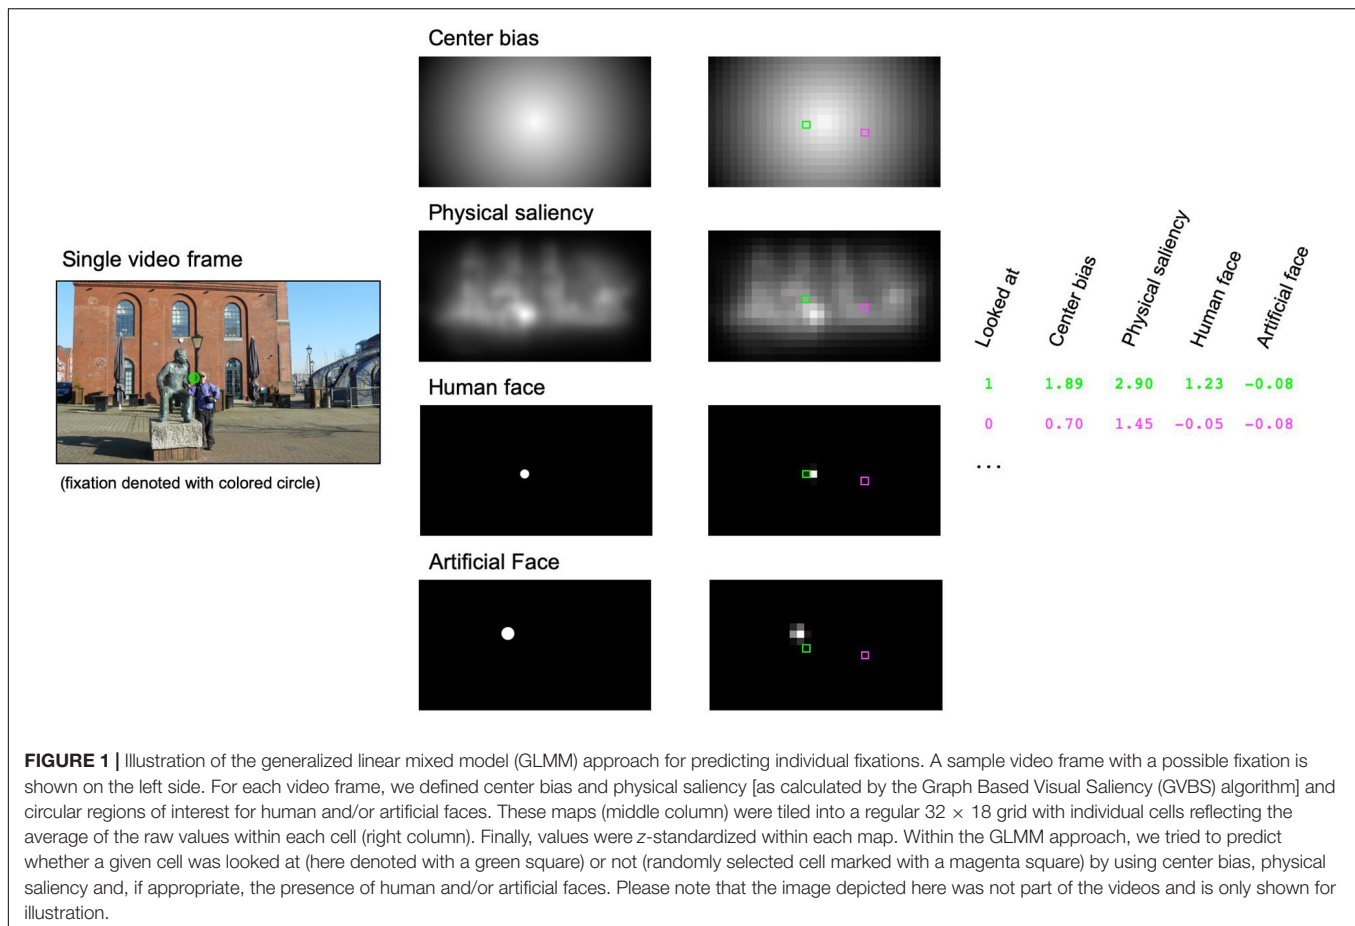 Center bias
Physical saliency
Single video frame
(fixation denoted with colored circle)
Human face
Artificial Face
Looked at
Center bias
Physical saliency
Human face
Artificial face
1 1.89 2.90 1.23 -0.08
0 0.70 1.45 -0.05 -0.08
...
FIGURE 1 | Illustration of the generalized linear mixed model (GLMM) approach for predicting individual fixations. A sample video frame with a possible fixation is
shown on the left side. For each video frame, we defined center bias and physical saliency [as calculated by the Graph Based Visual Saliency (GVBS) algorithm] and
circular regions of interest for human and/or artificial faces. These maps (middle column) were tiled into a regular 32 × 18 grid with individual cells reflecting the
average of the raw values within each cell (right column). Finally, values were z-standardized within each map. Within the GLMM approach, we tried to predict
whether a given cell was looked at (here denoted with a green square) or not (randomly selected cell marked with a magenta square) by using center bias, physical
saliency and, if appropriate, the presence of human and/or artificial faces. Please note that the image depicted here was not part of the videos and is only shown for
illustration.